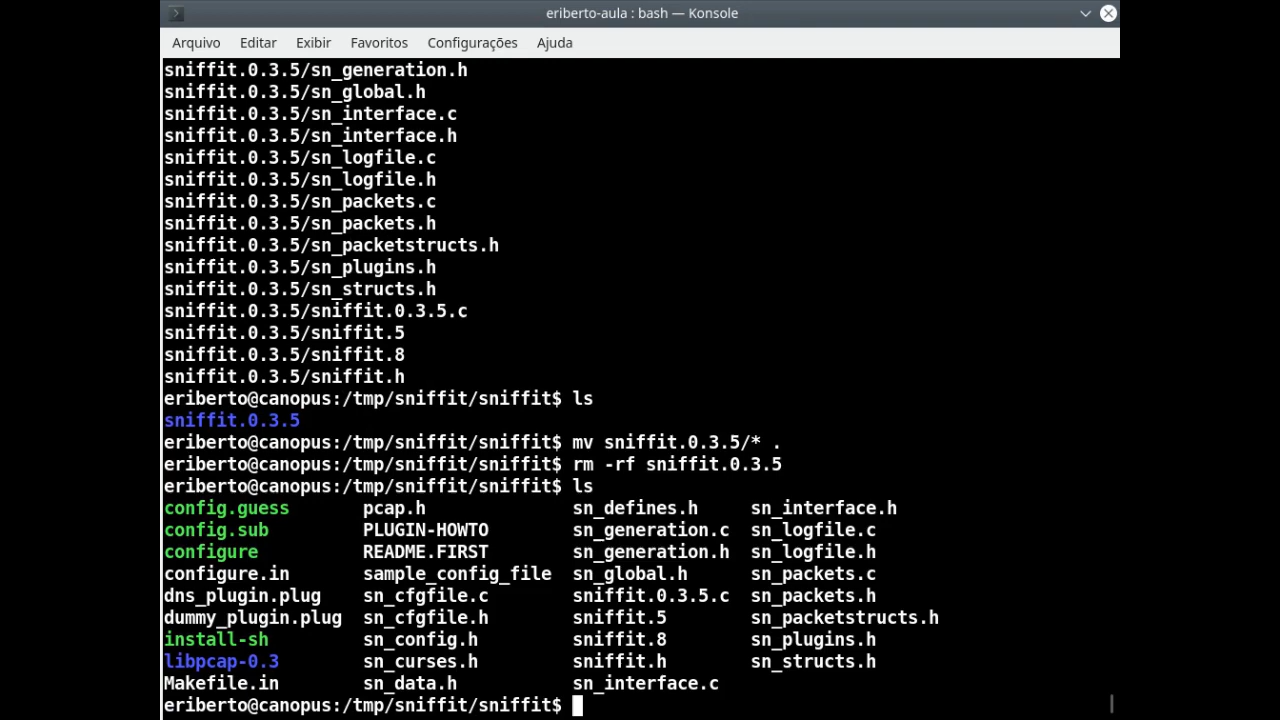 eriberto-aula : bash — Konsole
Arquivo Editar Exibir Favoritos Configurações Ajuda
sniffit.0.3.5/sn_generation.h
sniffit.0.3.5/sn_global.h
sniffit.0.3.5/sn_interface.c
sniffit.0.3.5/sn_interface.h
sniffit.0.3.5/sn_logfile.c
sniffit.0.3.5/sn_logfile.h
sniffit.0.3.5/sn_packets.c
sniffit.0.3.5/sn_packets.h
sniffit.0.3.5/sn_packetstructs.h
sniffit.0.3.5/sn_plugins.h
sniffit.0.3.5/sn_structs.h
sniffit.0.3.5/sniffit.0.3.5.c
sniffit.0.3.5/sniffit.5
sniffit.0.3.5/sniffit.8
sniffit.0.3.5/sniffit.h
eriberto@canopus:/tmp/sniffit/sniffit$ ls
sniffit.0.3.5
eriberto@canopus:/tmp/sniffit/sniffit$ mv sniffit.0.3.5/* .
eriberto@canopus:/tmp/sniffit/sniffit$ rm -rf sniffit.0.3.5
eriberto@canopus:/tmp/sniffit/sniffit$ ls
config.guess pcap.h sn_defines.h sn_interface.h
config.sub PLUGIN-HOWTO sn_generation.c sn_logfile.c
configure README.FIRST sn_generation.h sn_logfile.h
configure.in sample_config_file sn_global.h sn_packets.c
dns_plugin.plug sn_cfgfile.c sniffit.0.3.5.c sn_packets.h
dummy_plugin.plug sn_cfgfile.h sniffit.5 sn_packetstructs.h
install-sh sn_config.h sniffit.8 sn_plugins.h
libpcap-0.3 sn_curses.h sniffit.h sn_structs.h
Makefile.in sn_data.h sn_interface.c
eriberto@canopus:/tmp/sniffit/sniffit$